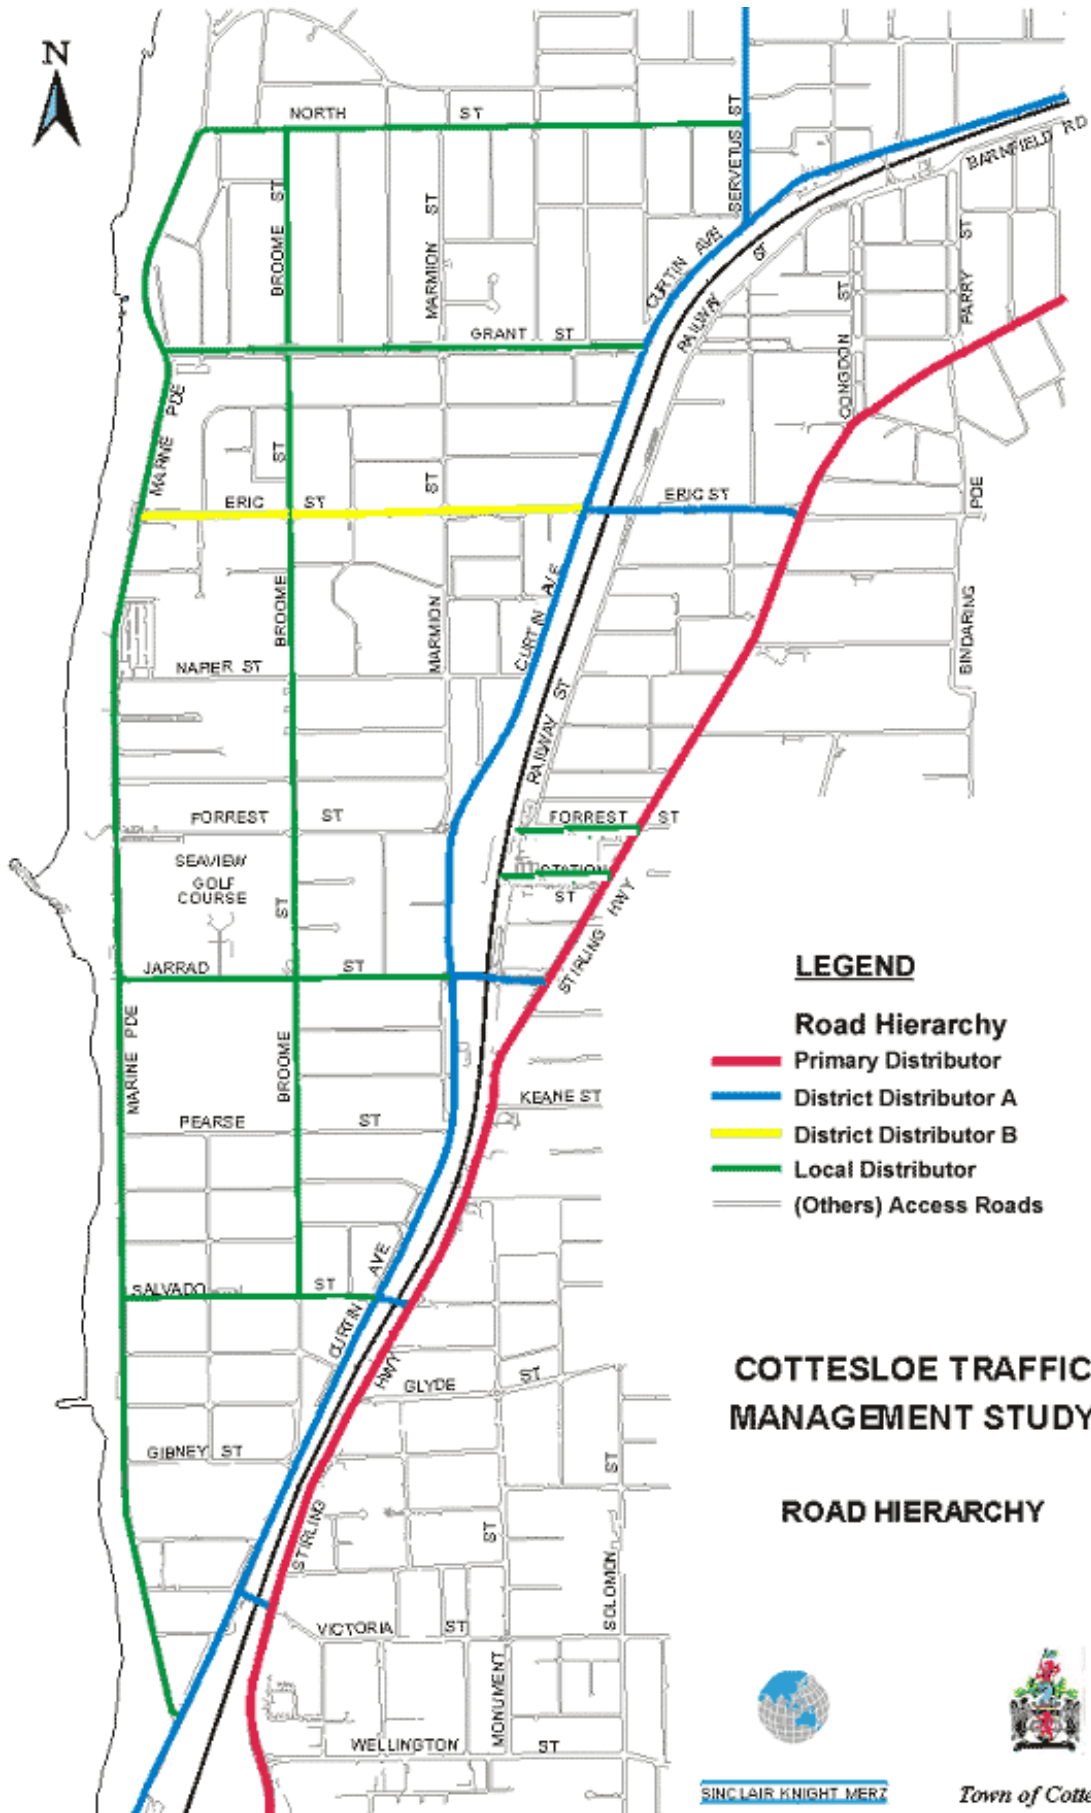 N
NORTH ST
SERVETUS ST
BARNFIELD RD
BROOME ST
MARMION ST
CURTIN AVE
RAILWAY ST
CONGDON ST
PARRY ST
GRANT ST
MARINE PDE
ST
ST
ERIC ST
ERIC ST
BINDARING PDE
BROOME
MARMION
CURTIN AVE
NAPIER ST
RAILWAY ST
FORREST ST
FORREST ST
SEAVIEW
GOLF
COURSE
STATION
ST
ST
STIRLING HWY
JARRAD ST
MARINE PDE
BROOME
KEANE ST
PEARSE ST
SALVADO ST
CURTIN AVE
HWY
GLYDE ST
GIBNEY ST
STIRLING
ST
ST
SOLOMON
VICTORIA ST
MONUMENT
WELLINGTON ST
LEGEND
Road Hierarchy
Primary Distributor
District Distributor A
District Distributor B
Local Distributor
(Others) Access Roads
COTTESLOE TRAFFIC
MANAGEMENT STUDY
ROAD HIERARCHY
SINCLAIR KNIGHT MERZ
Town of Cotte